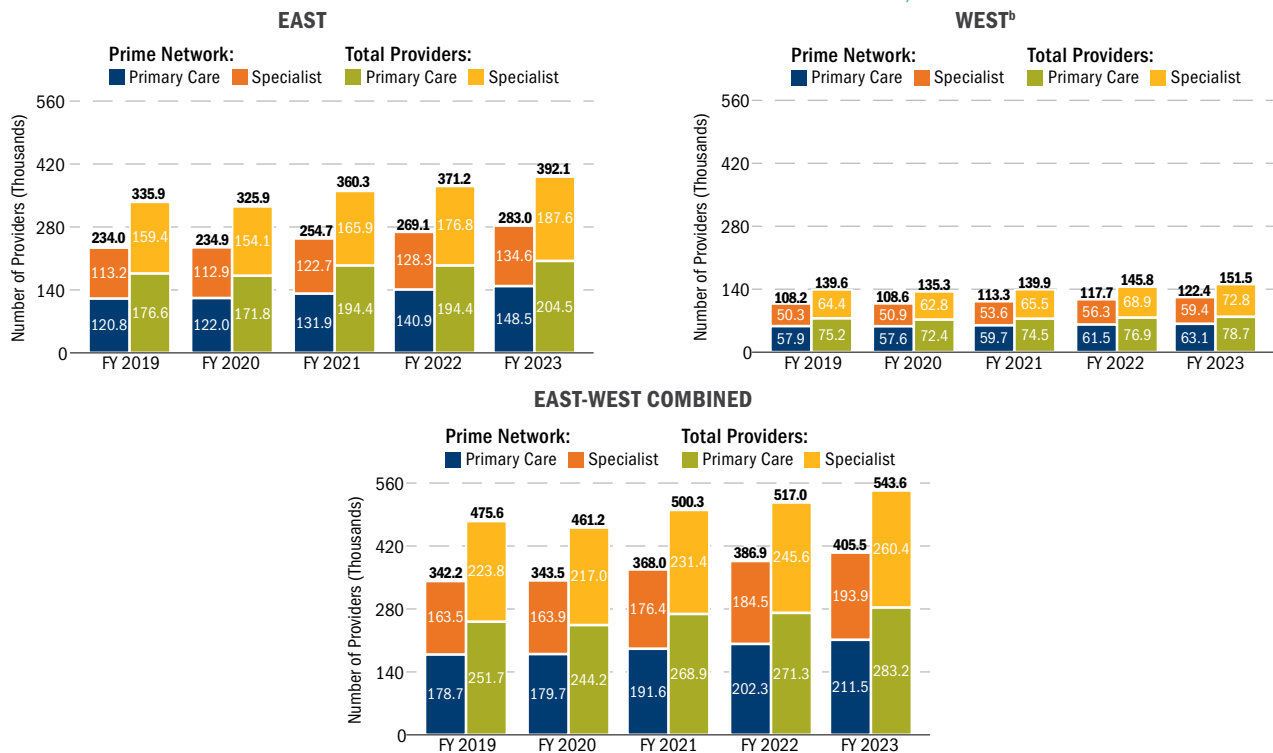 EAST
Prime Network: Total Providers:
Primary Care Specialist Primary Care Specialist
Number of Providers (Thousands)
560
420
280
140
0
234.0 335.9 234.9 325.9 254.7 360.3 269.1 371.2 283.0 392.1
113.2 159.4 112.9 154.1 122.7 165.9 128.3 176.8 134.6 187.6
120.8 176.6 122.0 171.8 131.9 194.4 140.9 194.4 148.5 204.5
FY 2019 FY 2020 FY 2021 FY 2022 FY 2023
WESTᵇ
Prime Network: Total Providers:
Primary Care Specialist Primary Care Specialist
Number of Providers (Thousands)
560
420
280
140
0
108.2 139.6 108.6 135.3 113.3 139.9 117.7 145.8 122.4 151.5
50.3 64.4 50.9 62.8 53.6 65.5 56.3 68.9 59.4 72.8
57.9 75.2 57.6 72.4 59.7 74.5 61.5 76.9 63.1 78.7
FY 2019 FY 2020 FY 2021 FY 2022 FY 2023
EAST-WEST COMBINED
Prime Network: Total Providers:
Primary Care Specialist Primary Care Specialist
Number of Providers (Thousands)
560
420
280
140
0
342.2 475.6 343.5 461.2 368.0 500.3 386.9 517.0 405.5 543.6
163.5 223.8 163.9 217.0 176.4 231.4 184.5 245.6 193.9 260.4
178.7 251.7 179.7 244.2 191.6 268.9 202.3 271.3 211.5 283.2
FY 2019 FY 2020 FY 2021 FY 2022 FY 2023